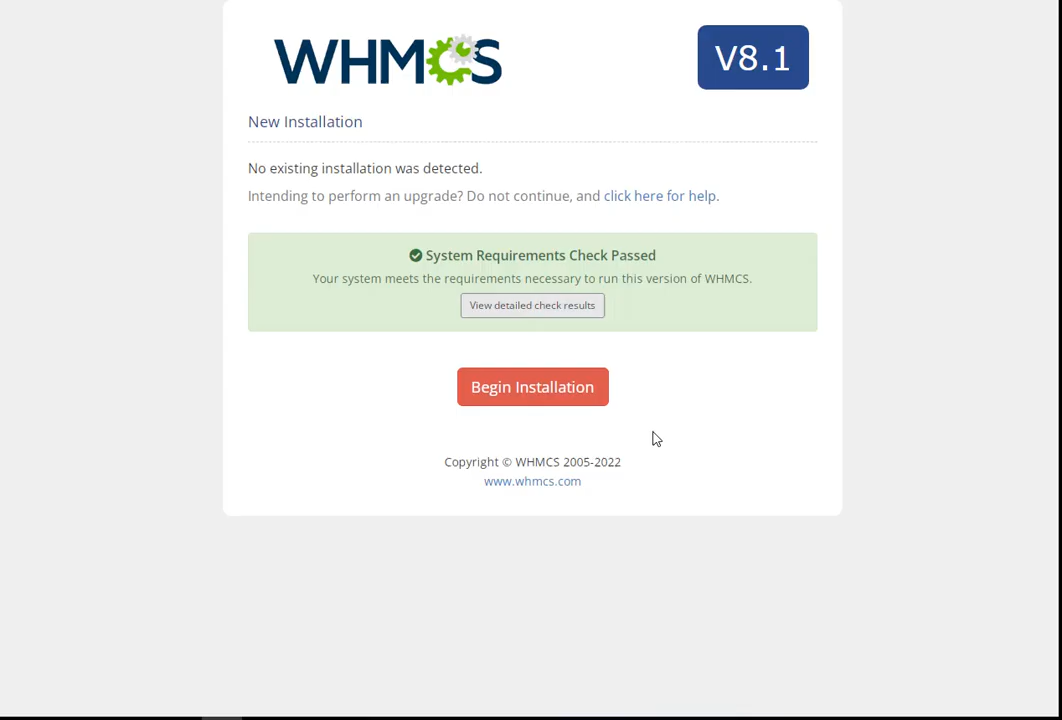 WHMCS
V8.1
New Installation
No existing installation was detected.
Intending to perform an upgrade? Do not continue, and click here for help.
System Requirements Check Passed
Your system meets the requirements necessary to run this version of WHMCS.
View detailed check results
Begin Installation
Copyright © WHMCS 2005-2022
www.whmcs.com